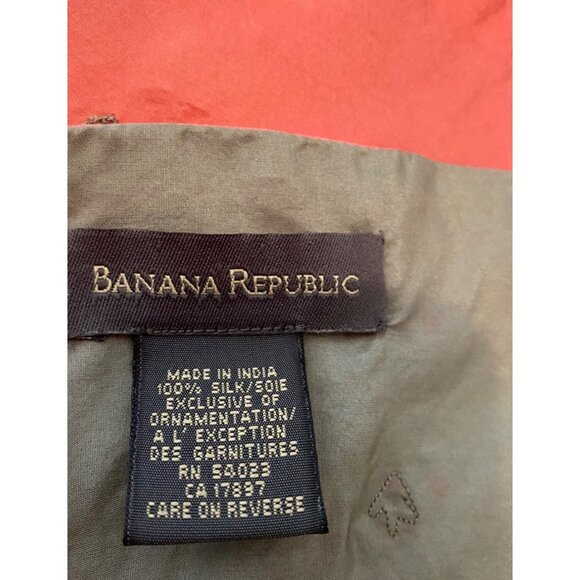 BANANA REPUBLIC
MADE IN INDIA
100% SILK/SOIE
EXCLUSIVE OF
ORNAMENTATION/
A L' EXCEPTION
DES GARNITURES
RN 54023
CA 17897
CARE ON REVERSE